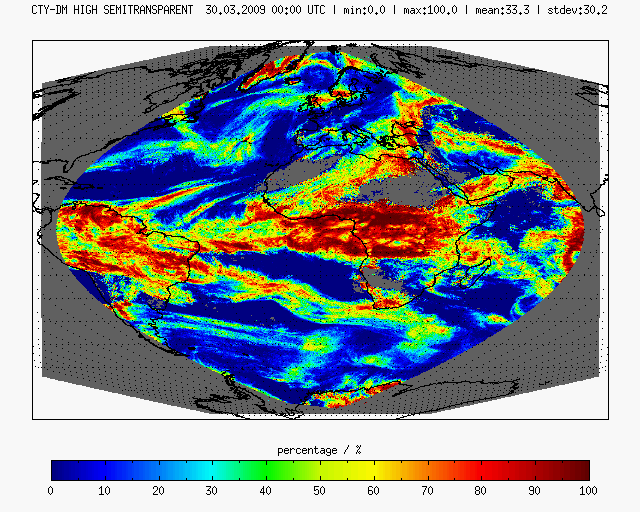 CTY-DM HIGH SEMITRANSPARENT 30.03.2009 00:00 UTC | min:0.0 | max:100.0 | mean:33.3 | stdev:30.2
percentage / %
0 10 20 30 40 50 60 70 80 90 100